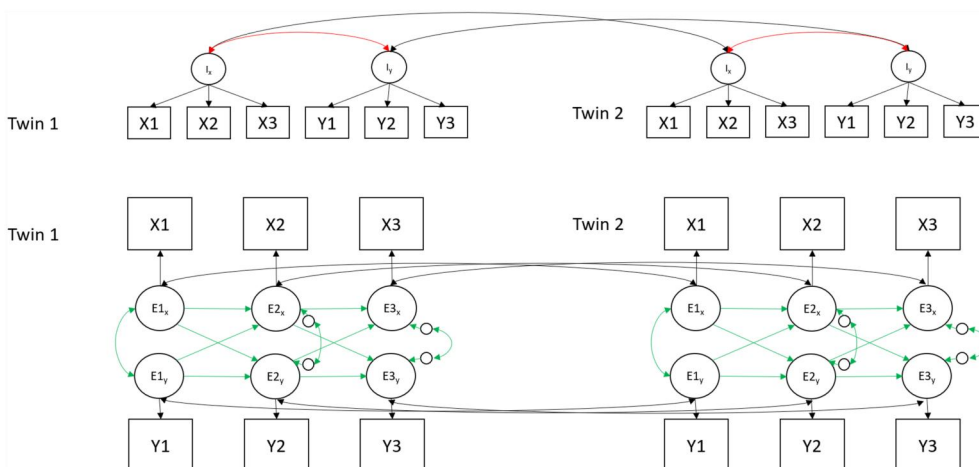 Ix Iy Ix Iy
Twin 1 X1 X2 X3 Y1 Y2 Y3 Twin 2 X1 X2 X3 Y1 Y2 Y3
Twin 1 X1 X2 X3 Twin 2 X1 X2 X3
E1x E2x E3x E1x E2x E3x
E1y E2y E3y E1y E2y E3y
Y1 Y2 Y3 Y1 Y2 Y3